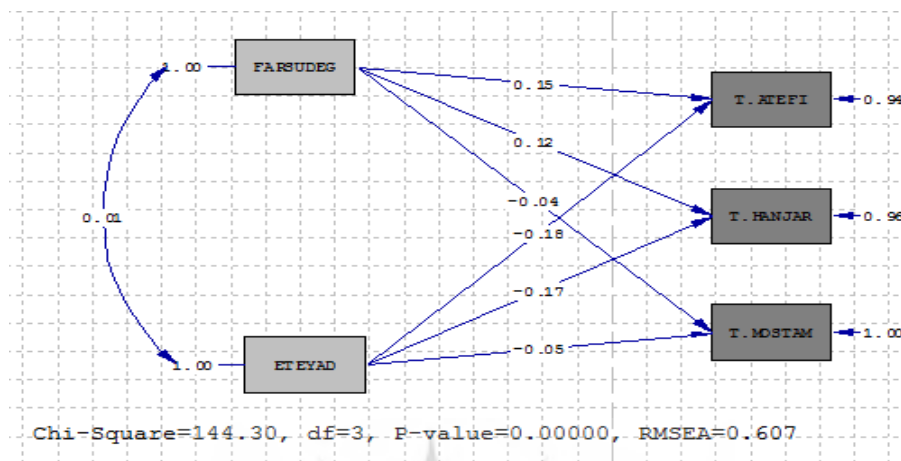 1.00
FARSUDEG
T.ATEFI
0.94
0.15
0.12
-0.04
-0.18
T.HANJAR
0.96
0.01
-0.17
T.MOSTAM
1.00
-0.05
1.00
ETEYAD
Chi-Square=144.30, df=3, P-value=0.00000, RMSEA=0.607